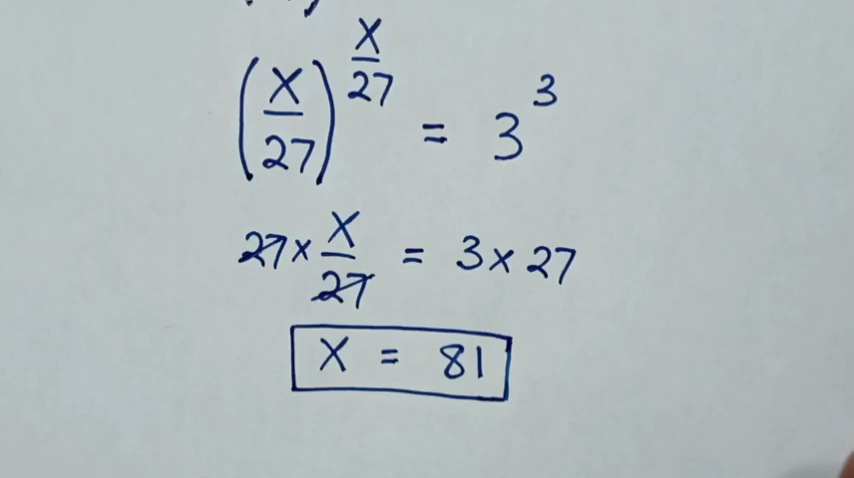 (x/27)^(x/27) = 3^3
27 × x/27 = 3 × 27
x = 81